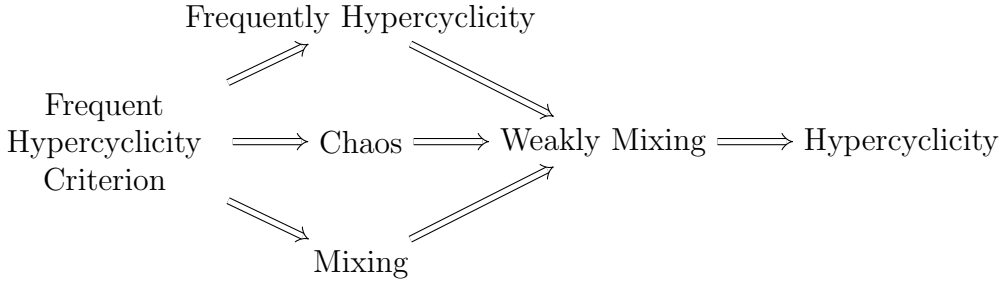 Frequently Hypercyclicity
Frequent
Hypercyclicity
Criterion
Chaos
Weakly Mixing
Hypercyclicity
Mixing